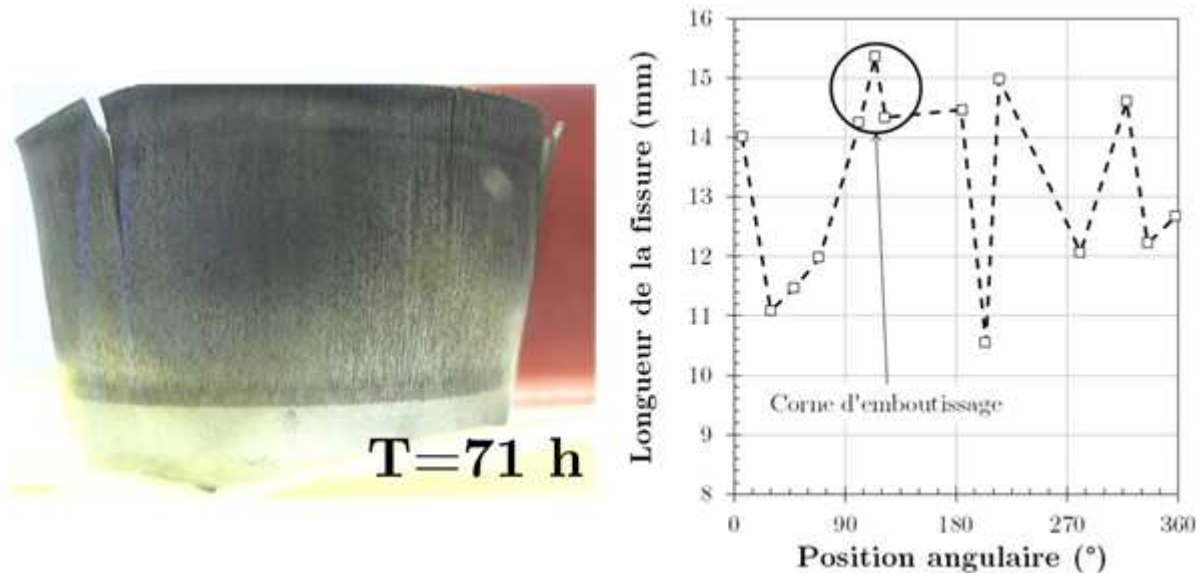 T=71 h
Longueur de la fissure (mm)
16
15
14
13
12
11
10
9
8
Corne d'emboutissage
0 90 180 270 360
Position angulaire (°)